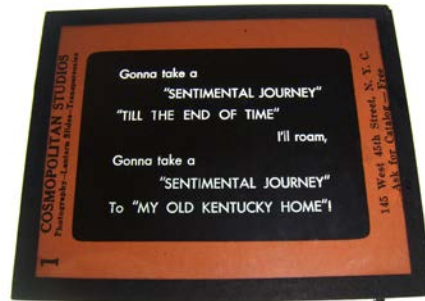 1 COSMOPOLITAN STUDIOS
Photography-Lantern Slides-Transparencies
Gonna take a
"SENTIMENTAL JOURNEY"
"TILL THE END OF TIME"
I'll roam,
Gonna take a
"SENTIMENTAL JOURNEY"
To "MY OLD KENTUCKY HOME"!
145 West 45th Street, N. Y. C.
Ask for Catalog—Free